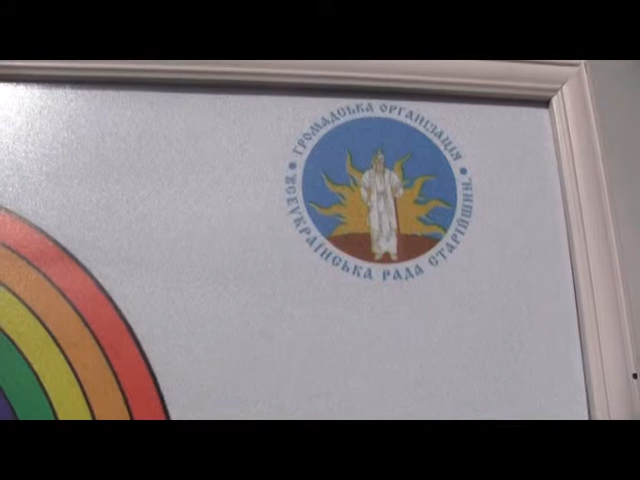 ГРОМАДСЬКА ОРГАНІЗАЦІЯ
ВСЕУКРАЇНСЬКА РАДА СТАРІЙШИН